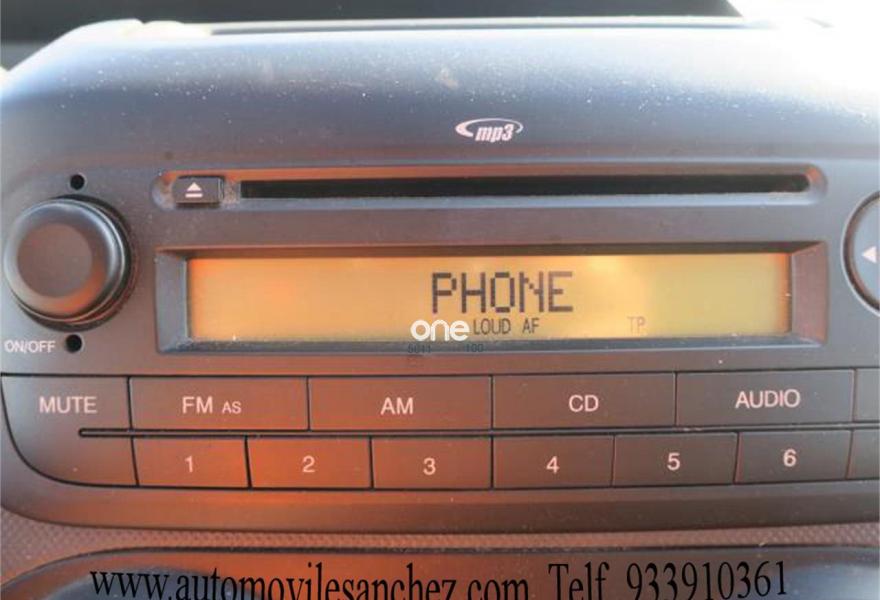 mp3
PHONE
LOUD AF TP
one
ON/OFF
MUTE FM AS AM CD AUDIO
1 2 3 4 5 6
www.automovilesanchez.com Telf 933910361